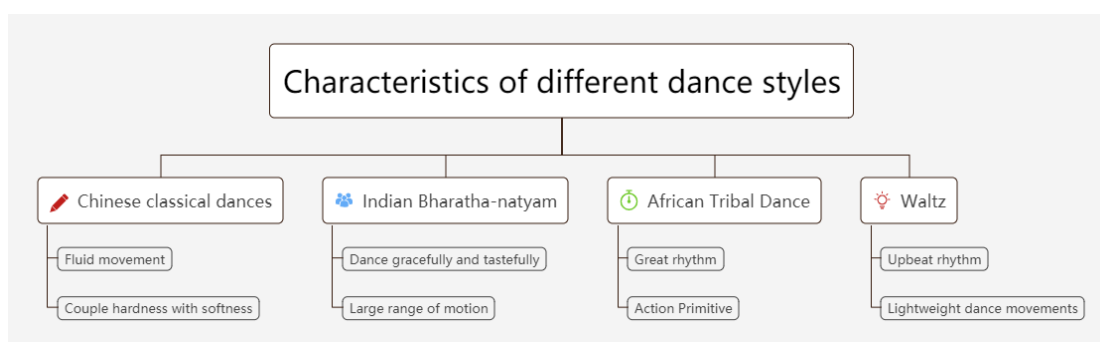 Characteristics of different dance styles
Chinese classical dances
Indian Bharatha-natyam
African Tribal Dance
Waltz
Fluid movement
Dance gracefully and tastefully
Great rhythm
Upbeat rhythm
Couple hardness with softness
Large range of motion
Action Primitive
Lightweight dance movements